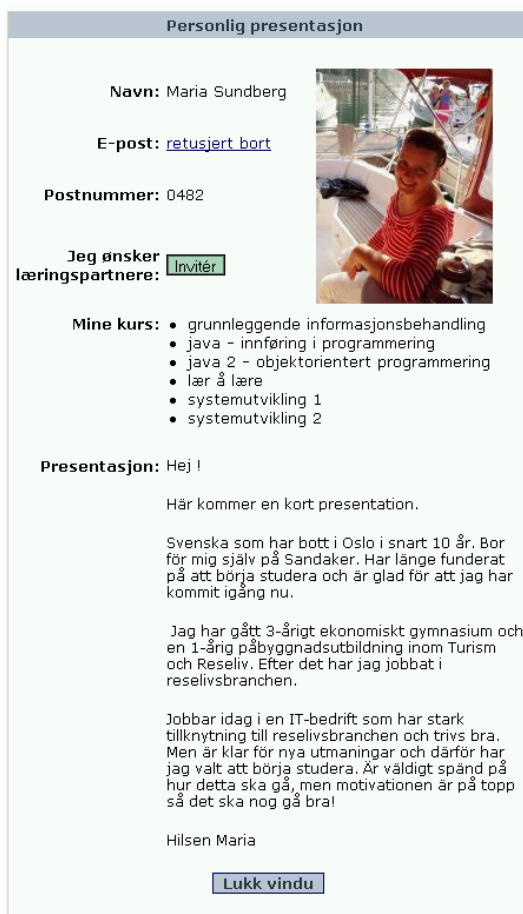 Personlig presentasjon
Navn: Maria Sundberg
E-post: retusjert bort
Postnummer: 0482
Jeg ønsker
læringspartnere: Invitér
Mine kurs: • grunnleggende informasjonsbehandling
• java - innføring i programmering
• java 2 - objektorientert programmering
• lær å lære
• systemutvikling 1
• systemutvikling 2
Presentasjon: Hej !
Här kommer en kort presentation.
Svenska som har bott i Oslo i snart 10 år. Bor
för mig själv på Sandaker. Har länge funderat
på att börja studera och är glad för att jag har
kommit igång nu.
Jag har gått 3-årigt ekonomiskt gymnasium och
en 1-årig påbyggnadsutbildning inom Turism
och Reseliv. Efter det har jag jobbat i
reselivsbranchen.
Jobbar idag i en IT-bedrift som har stark
tillknytning till reselivsbranchen och trivs bra.
Men är klar för nya utmaningar och därför har
jag valt att börja studera. Är väldigt spänd på
hur detta ska gå, men motivationen är på topp
så det ska nog gå bra!
Hilsen Maria
Lukk vindu